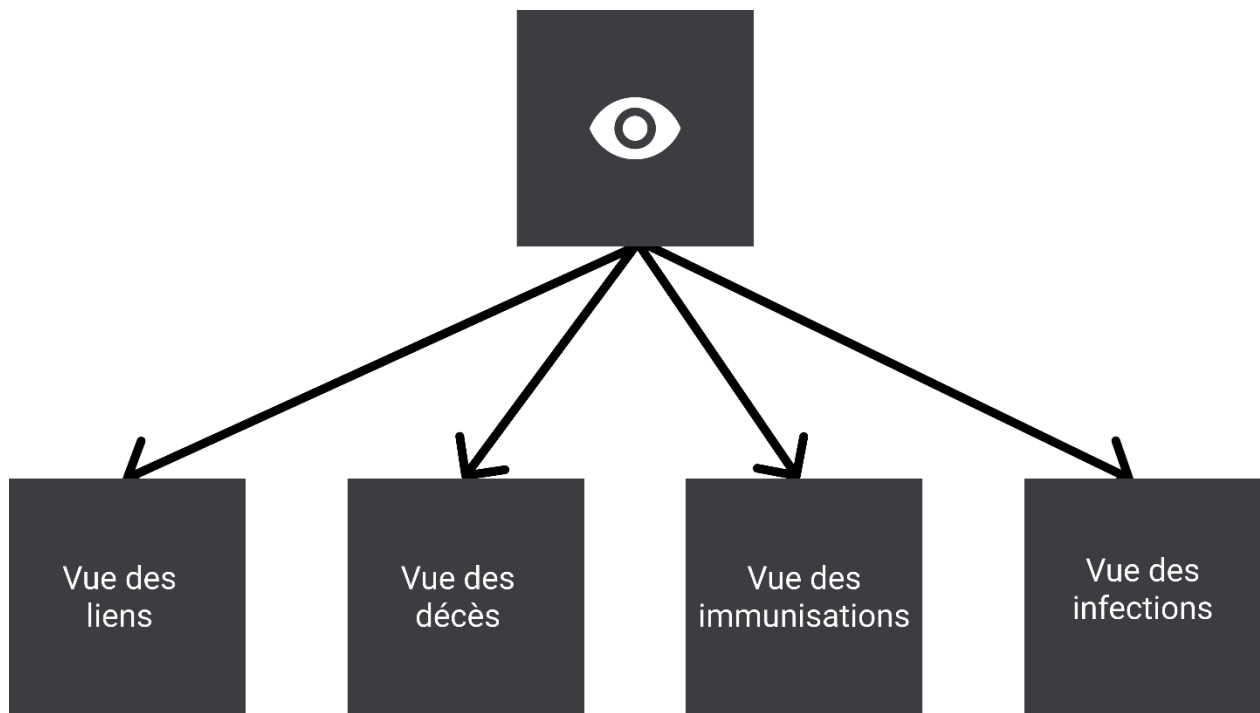 Vue des
liens
Vue des
décès
Vue des
immunisations
Vue des
infections